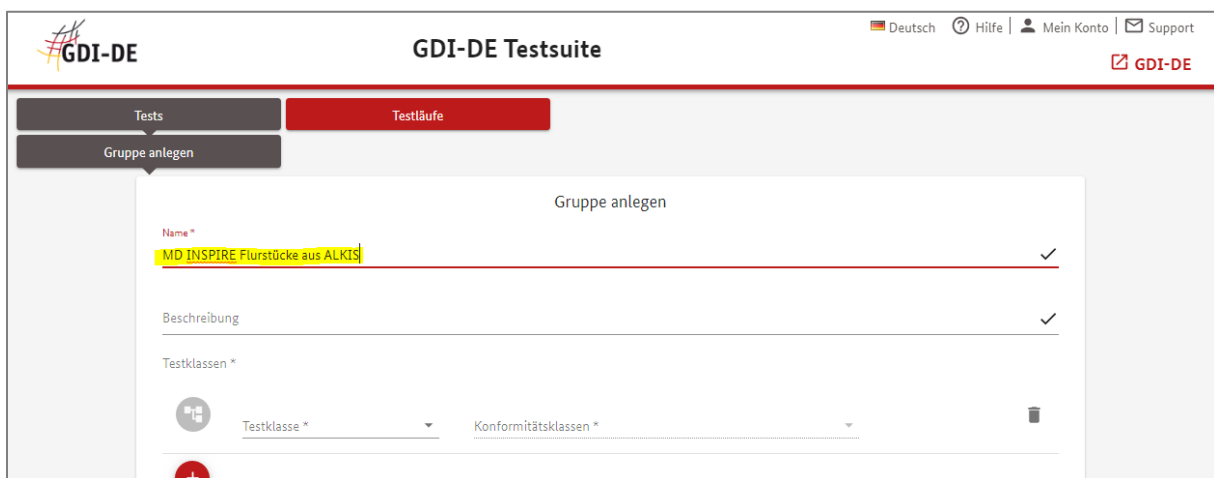 GDI-DE
GDI-DE Testsuite
Deutsch Hilfe | Mein Konto | Support
GDI-DE
Tests
Testläufe
Gruppe anlegen
Gruppe anlegen
Name *
MD INSPIRE Flurstücke aus ALKIS
Beschreibung
Testklassen *
Testklasse *
Konformitätsklassen *